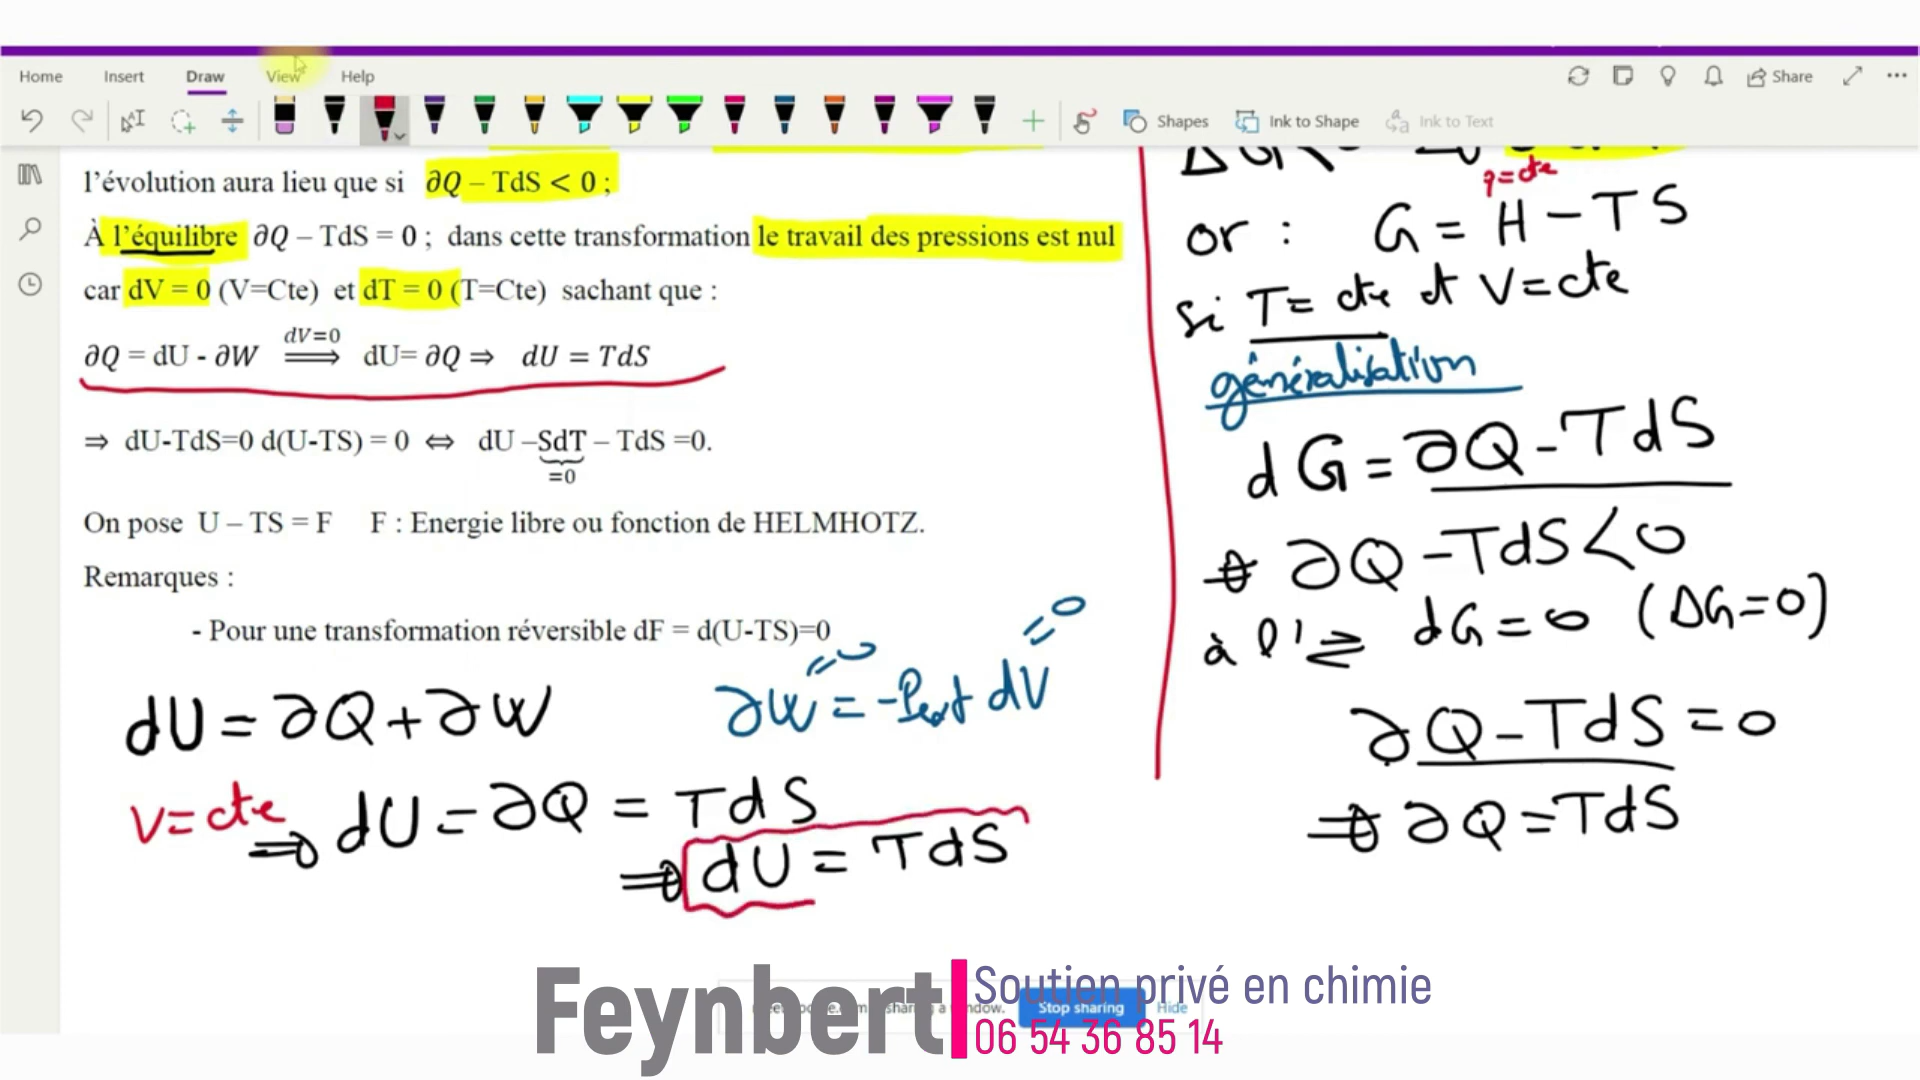 Home Insert Draw View Help
Share
Shapes Ink to Shape Ink to Text
l'évolution aura lieu que si ∂Q – TdS < 0 ;
À l'équilibre ∂Q – TdS = 0 ; dans cette transformation le travail des pressions est nul
car dV = 0 (V=Cte) et dT = 0 (T=Cte) sachant que :
∂Q = dU - ∂W ⟹ dV=0 dU= ∂Q ⇒ dU = TdS
⇒ dU-TdS=0 d(U-TS) = 0 ⇔ dU –SdT – TdS =0.
=0
On pose U – TS = F F : Energie libre ou fonction de HELMHOTZ.
Remarques :
- Pour une transformation réversible dF = d(U-TS)=0
dU = ∂Q + ∂W
∂W = -Pext dV
=0 =0
V=cte ⇒ dU = ∂Q = TdS
⇒ dU = TdS
P=cte
or : G = H - TS
si T= cte et V=cte
généralisation
dG = ∂Q - TdS
⇒ ∂Q - TdS < 0
à l'⇌ dG = 0 (ΔG=0)
∂Q - TdS = 0
⇒ ∂Q = TdS
Feynbert
Soutien privé en chimie
06 54 36 85 14
Stop sharing Hide